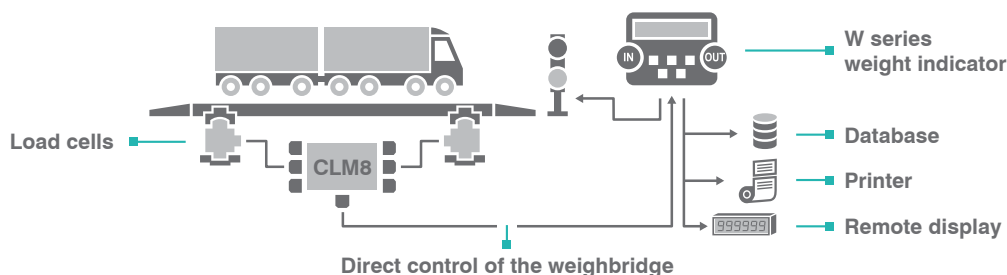 W series
weight indicator
IN
OUT
Load cells
CLM8
Database
Printer
999999
Remote display
Direct control of the weighbridge